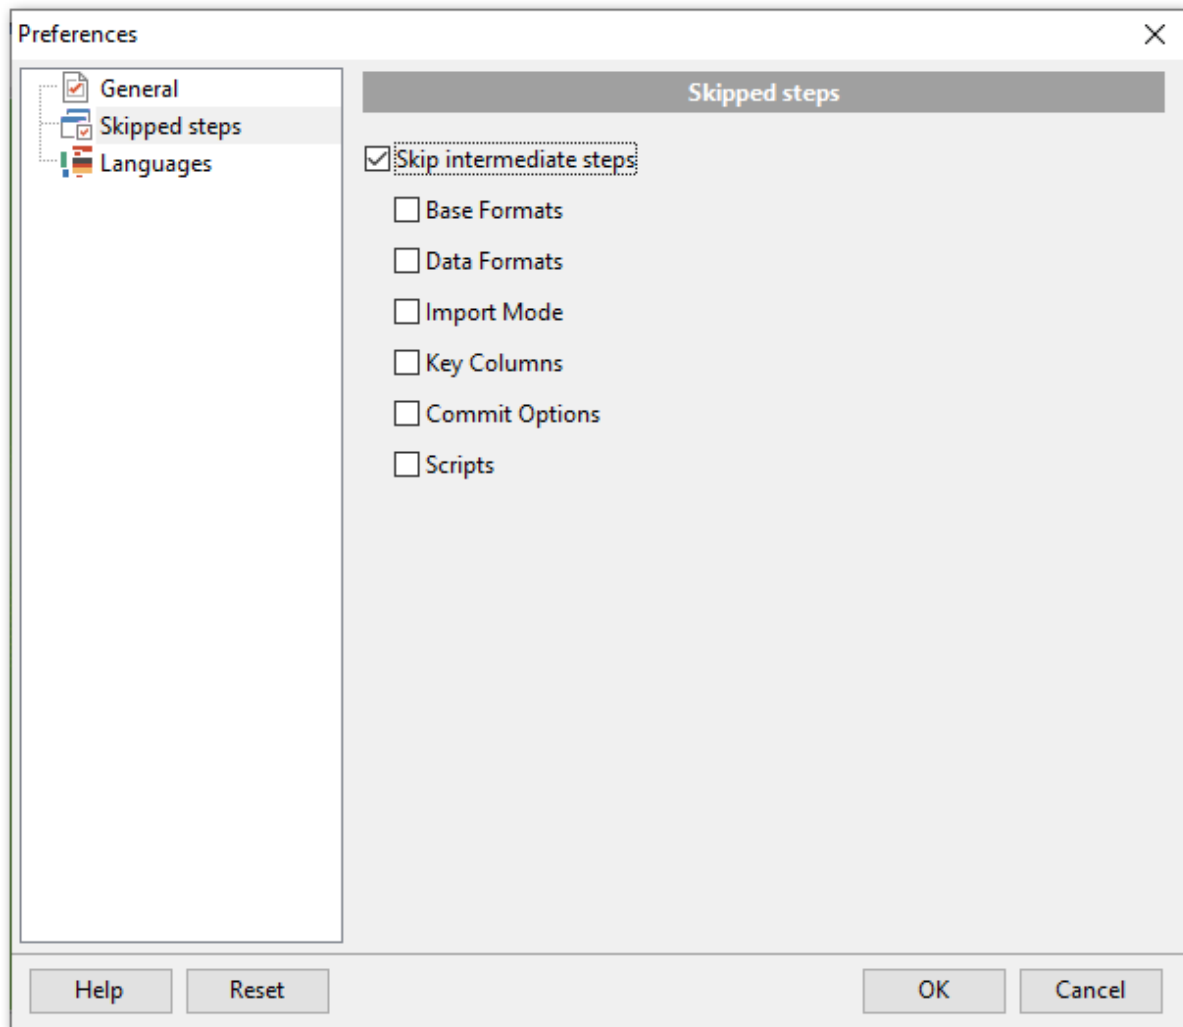 Preferences
General
Skipped steps
Languages
Skipped steps
Skip intermediate steps
Base Formats
Data Formats
Import Mode
Key Columns
Commit Options
Scripts
Help
Reset
OK
Cancel